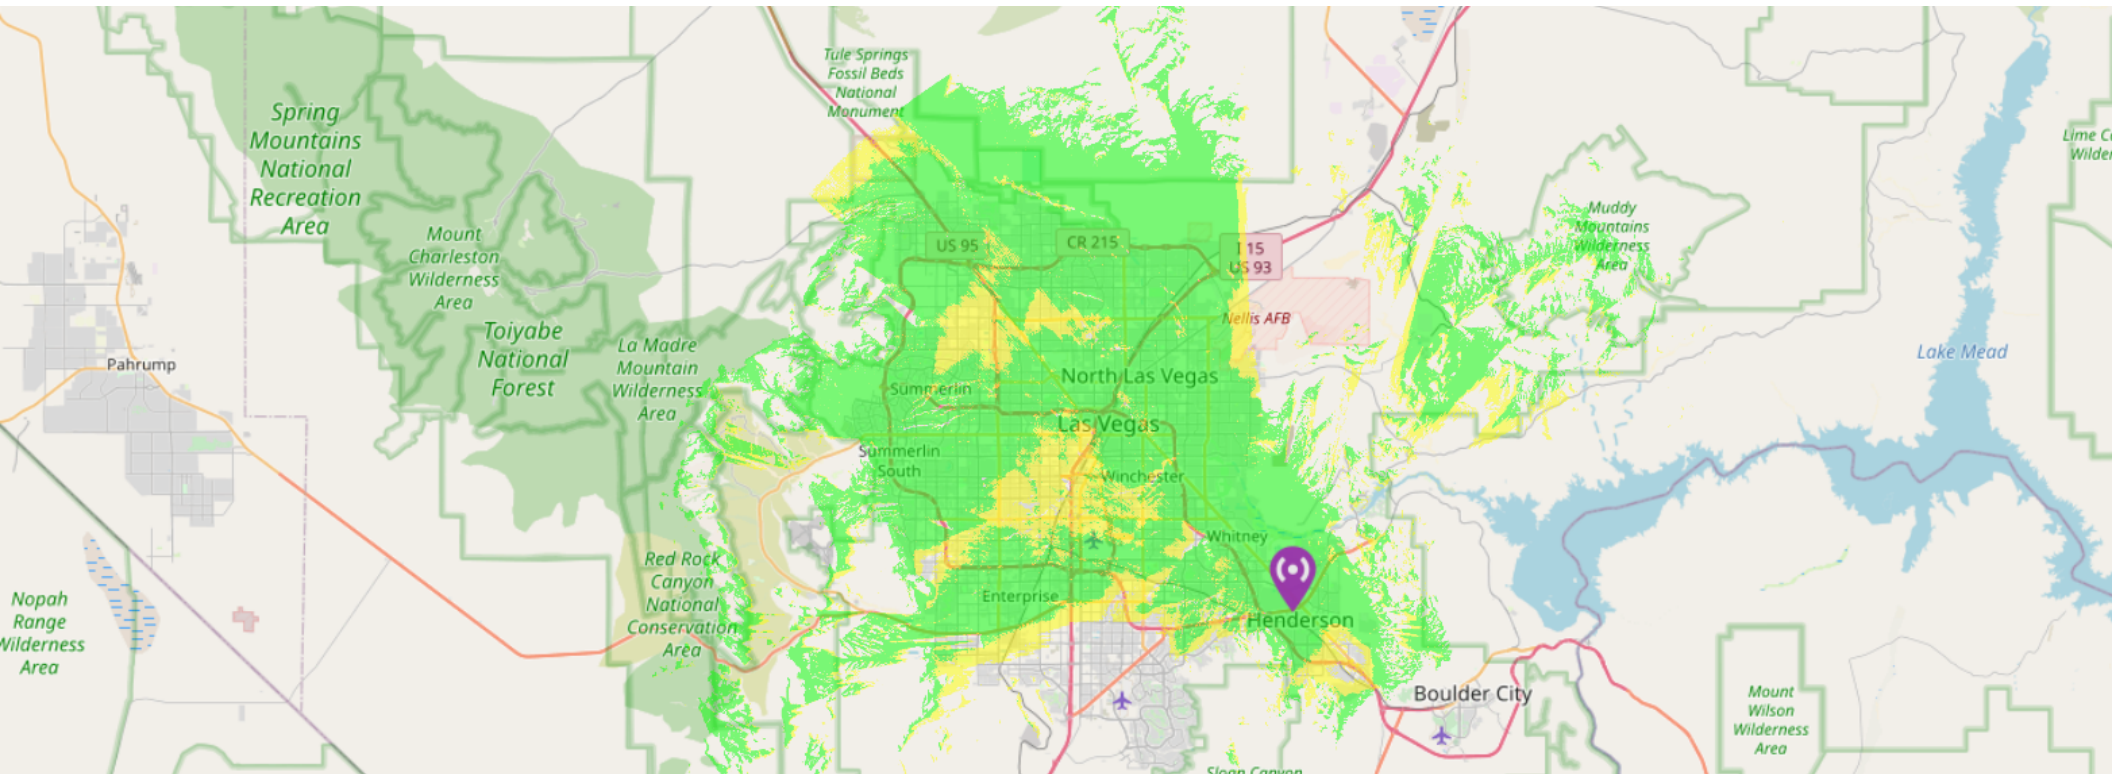 Tule Springs
Fossil Beds
National
Monument
Spring
Mountains
National
Recreation
Area
Lime C
Wilder
Muddy
Mountains
Wilderness
Area
Mount
Charleston
Wilderness
Area
US 95
CR 215
I 15
US 93
Nellis AFB
Toiyabe
National
Forest
La Madre
Mountain
Wilderness
Area
Lake Mead
Pahrump
North Las Vegas
Summerlin
Las Vegas
Summerlin
South
Winchester
Whitney
Red Rock
Canyon
National
Conservation
Area
Nopah
Range
Wilderness
Area
Enterprise
Henderson
Boulder City
Mount
Wilson
Wilderness
Area
Sloan Canyon